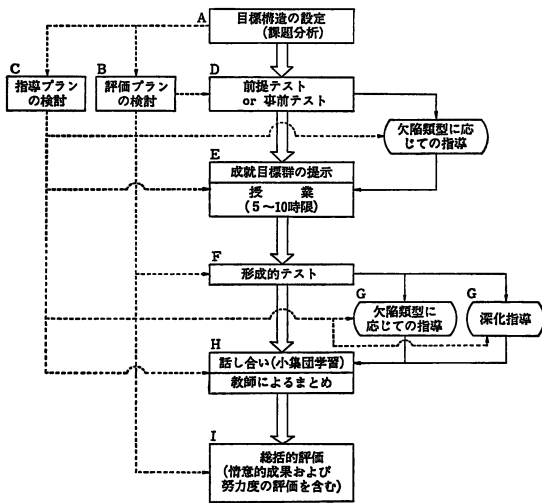 A
目標構造の設定
(課題分析)
C
指導プラン
の検討
B
評価プラン
の検討
D
前提テスト
or 事前テスト
欠陥類型に応
じての指導
E
成就目標群の提示
授 業
(5~10時限)
F
形成的テスト
G
欠陥類型に
応じての指導
G
深化指導
H
話し合い(小集団学習)
教師によるまとめ
I
総括的評価
(情意的成果および
努力度の評価を含む)